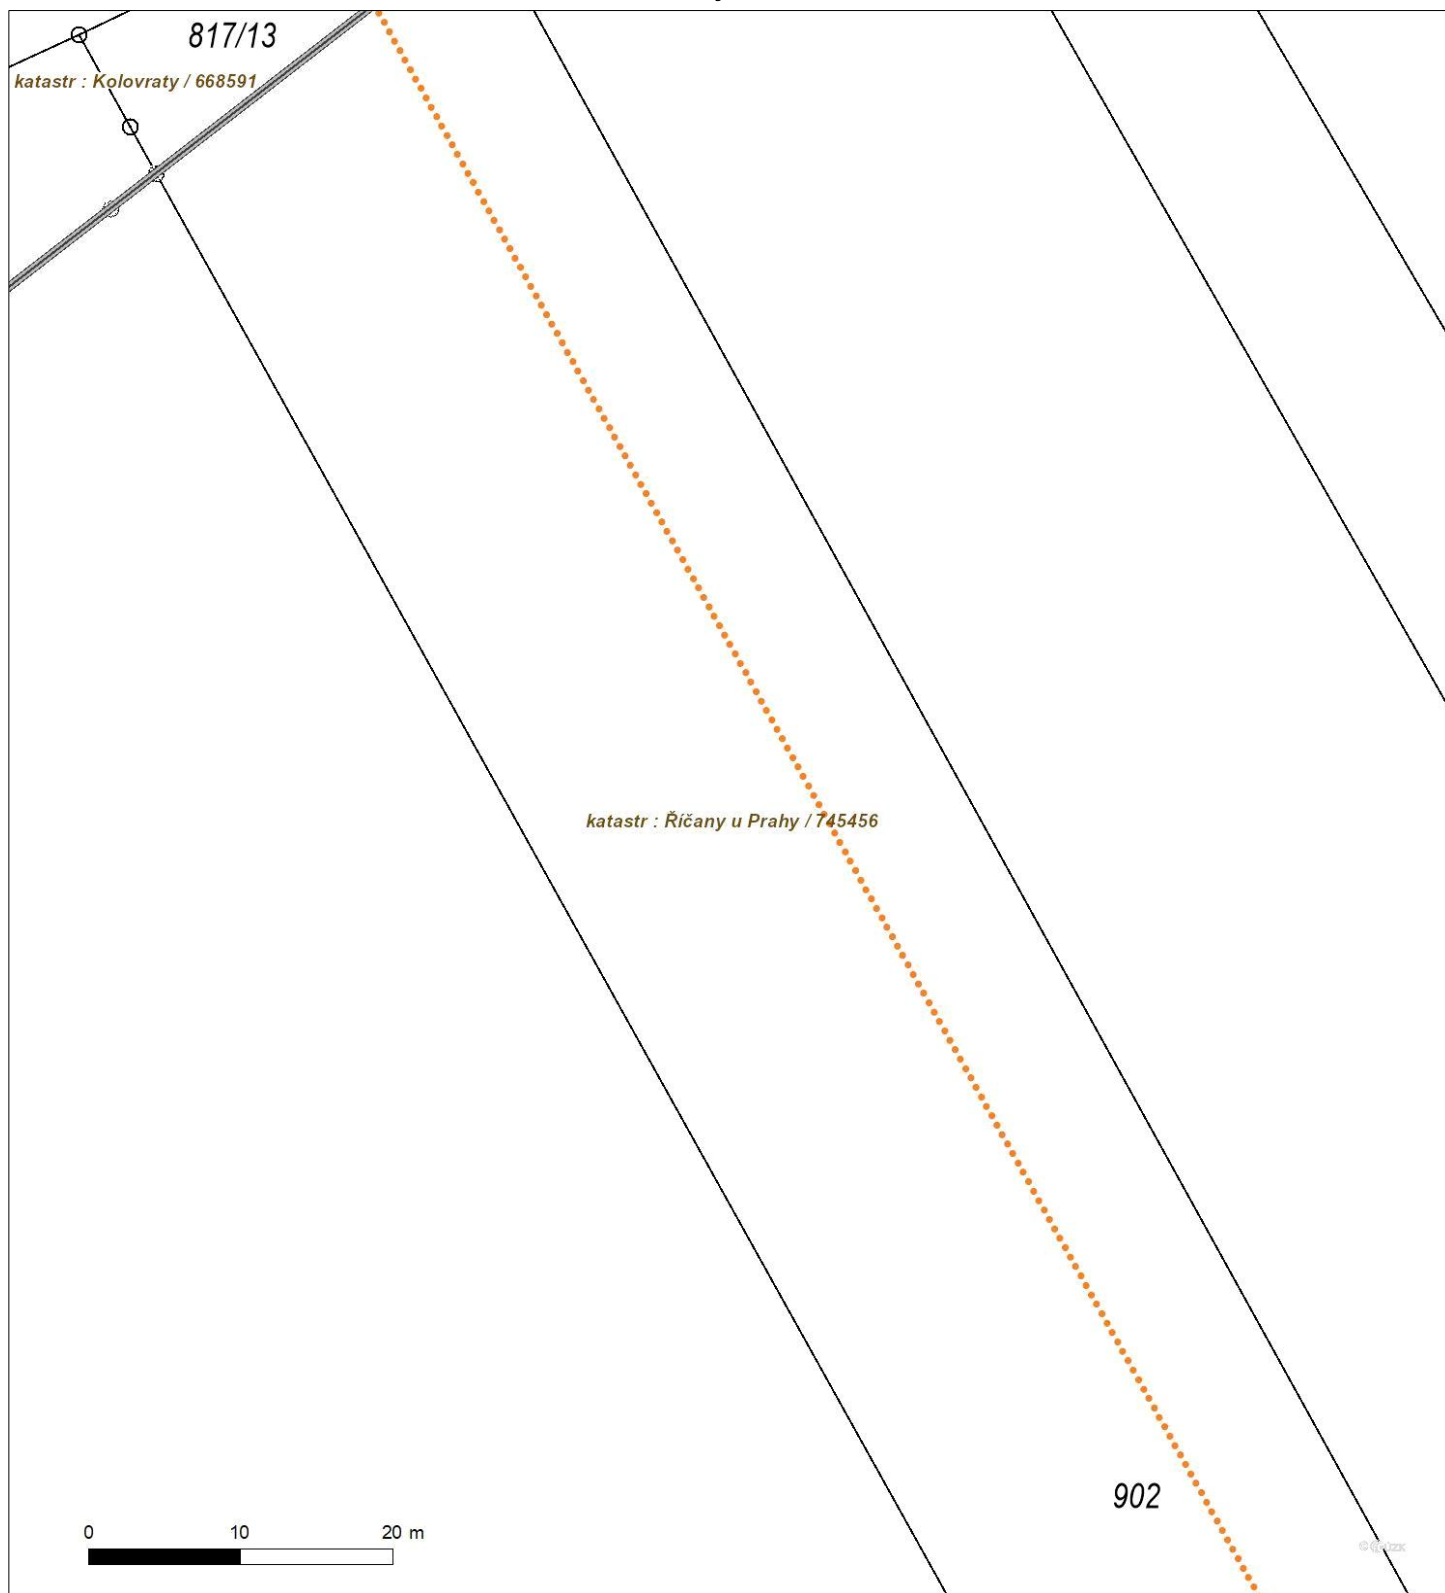 817/13
katastr : Kolovraty / 668591
katastr : Říčany u Prahy / 745456
902
0 10 20 m